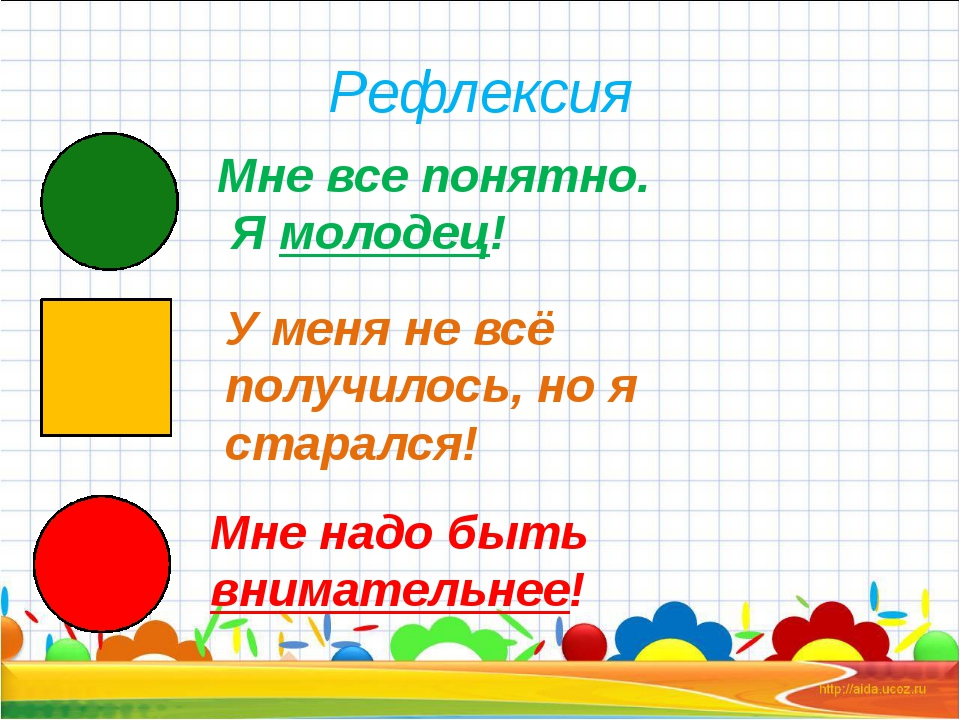 Рефлексия
Мне все понятно.
Я молодец!
У меня не всё
получилось, но я
старался!
Мне надо быть
внимательнее!
http://aida.ucoz.ru